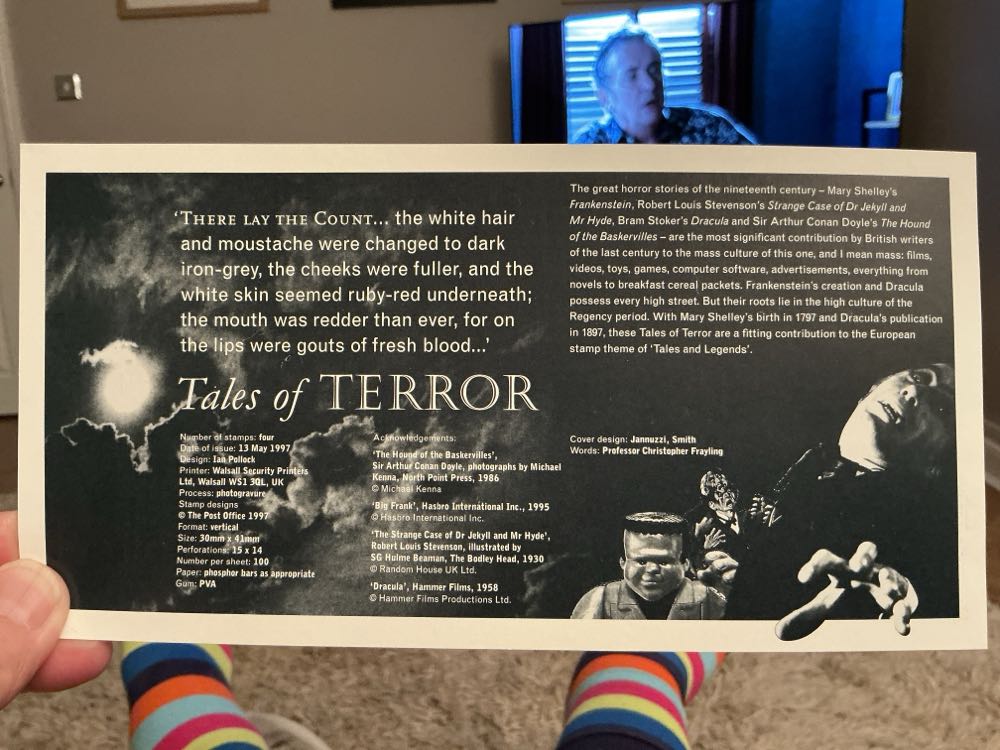 ‘THERE LAY THE COUNT... the white hair
and moustache were changed to dark
iron-grey, the cheeks were fuller, and the
white skin seemed ruby-red underneath;
the mouth was redder than ever, for on
the lips were gouts of fresh blood...’
Tales of TERROR
Number of stamps: four
Date of issue: 13 May 1997
Design: Ian Pollock
Printer: Walsall Security Printers
Ltd, Walsall WS1 3QL, UK
Process: photogravure
Stamp designs
© The Post Office 1997
Format: vertical
Size: 30mm x 41mm
Perforations: 15 x 14
Number per sheet: 100
Paper: phosphor bars as appropriate
Gum: PVA
Acknowledgements:
‘The Hound of the Baskervilles’,
Sir Arthur Conan Doyle, photographs by Michael
Kenna, North Point Press, 1986
© Michael Kenna
‘Big Frank’, Hasbro International Inc., 1995
© Hasbro International Inc.
‘The Strange Case of Dr Jekyll and Mr Hyde’,
Robert Louis Stevenson, illustrated by
SG Hulme Beaman, The Bodley Head, 1930
© Random House UK Ltd.
‘Dracula’, Hammer Films, 1958
© Hammer Films Productions Ltd.
The great horror stories of the nineteenth century – Mary Shelley’s
Frankenstein, Robert Louis Stevenson’s Strange Case of Dr Jekyll and
Mr Hyde, Bram Stoker’s Dracula and Sir Arthur Conan Doyle’s The Hound
of the Baskervilles – are the most significant contribution by British writers
of the last century to the mass culture of this one, and I mean mass: films,
videos, toys, games, computer software, advertisements, everything from
novels to breakfast cereal packets. Frankenstein’s creation and Dracula
possess every high street. But their roots lie in the high culture of the
Regency period. With Mary Shelley’s birth in 1797 and Dracula’s publication
in 1897, these Tales of Terror are a fitting contribution to the European
stamp theme of ‘Tales and Legends’.
Cover design: Jannuzzi, Smith
Words: Professor Christopher Frayling